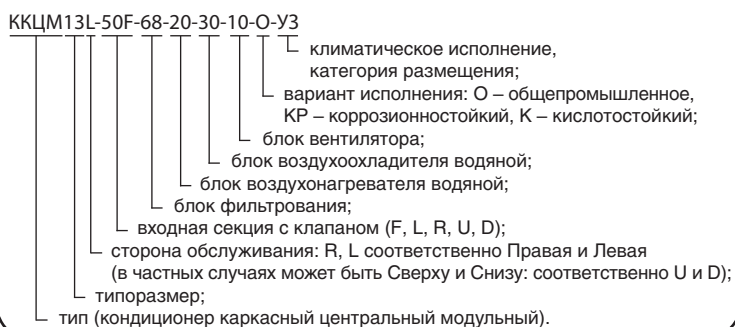 ККЦМ13L-50F-68-20-30-10-О-У3
климатическое исполнение,
категория размещения;
вариант исполнения: О – общепромышленное,
КР – коррозионностойкий, К – кислотостойкий;
блок вентилятора;
блок воздухоохладителя водяной;
блок воздухонагревателя водяной;
блок фильтрования;
входная секция с клапаном (F, L, R, U, D);
сторона обслуживания: R, L соответственно Правая и Левая
(в частных случаях может быть Сверху и Снизу: соответственно U и D);
типоразмер;
тип (кондиционер каркасный центральный модульный).